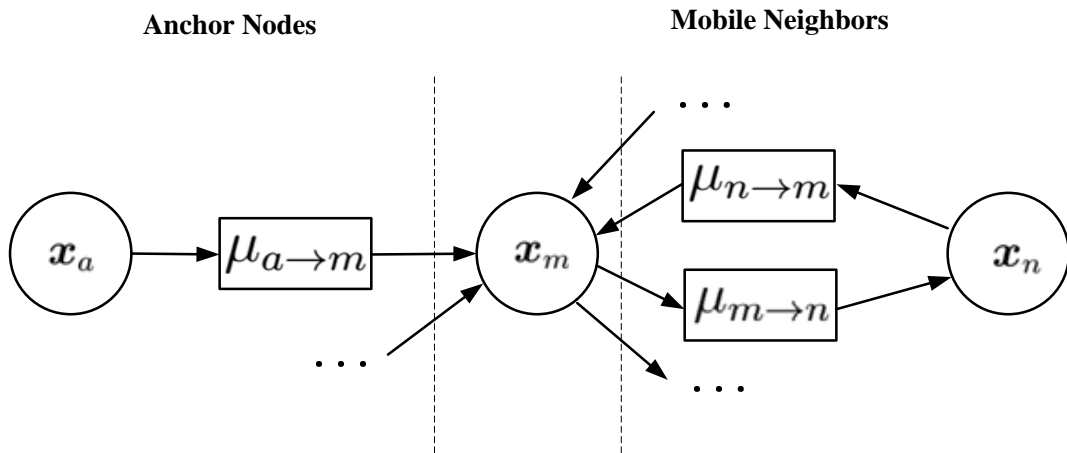 Anchor Nodes
Mobile Neighbors
. . .
μ_{n→m}
x_a
μ_{a→m}
x_m
x_n
μ_{m→n}
. . .
. . .